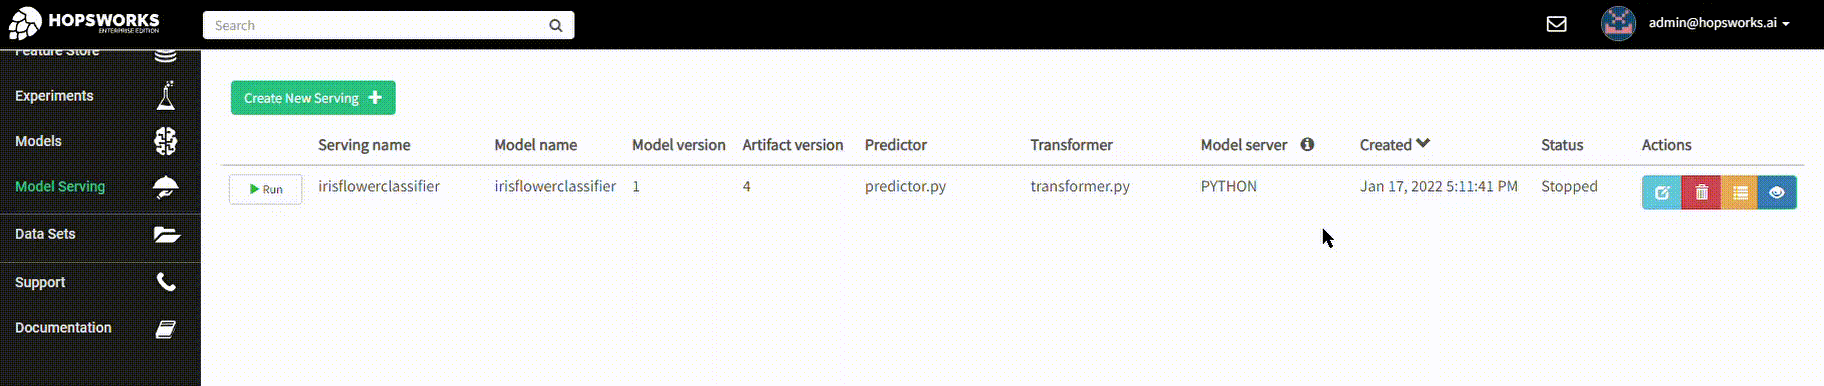 HOPSWORKS
ENTERPRISE EDITION
Search
admin@hopsworks.ai
Feature Store
Experiments
Models
Model Serving
Data Sets
Support
Documentation
Create New Serving
Serving name Model name Model version Artifact version Predictor Transformer Model server Created Status Actions
Run irisflowerclassifier irisflowerclassifier 1 4 predictor.py transformer.py PYTHON Jan 17, 2022 5:11:41 PM Stopped